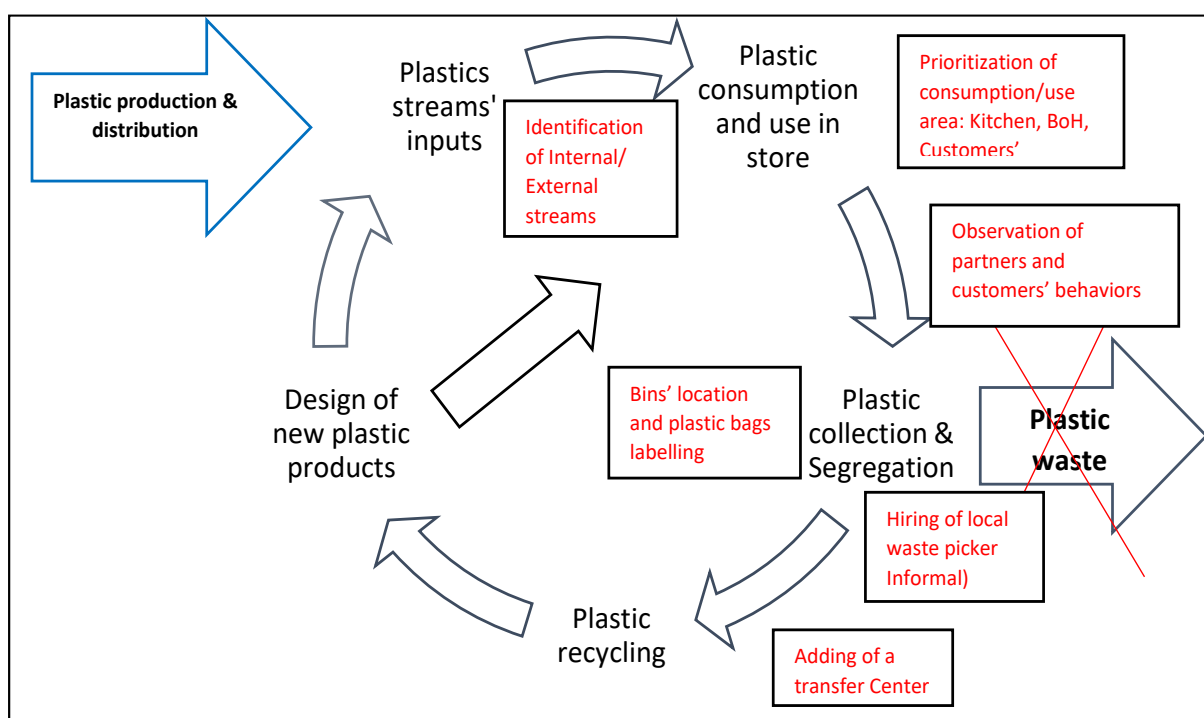 Plastic production &
distribution
Plastics
streams'
inputs
Identification
of Internal/
External
streams
Plastic
consumption
and use in
store
Prioritization of
consumption/use
area: Kitchen, BoH,
Customers’
Observation of
partners and
customers’ behaviors
Design of
new plastic
products
Bins’ location
and plastic bags
labelling
Plastic
collection &
Segregation
Plastic
waste
Hiring of local
waste picker
Informal)
Plastic
recycling
Adding of a
transfer Center